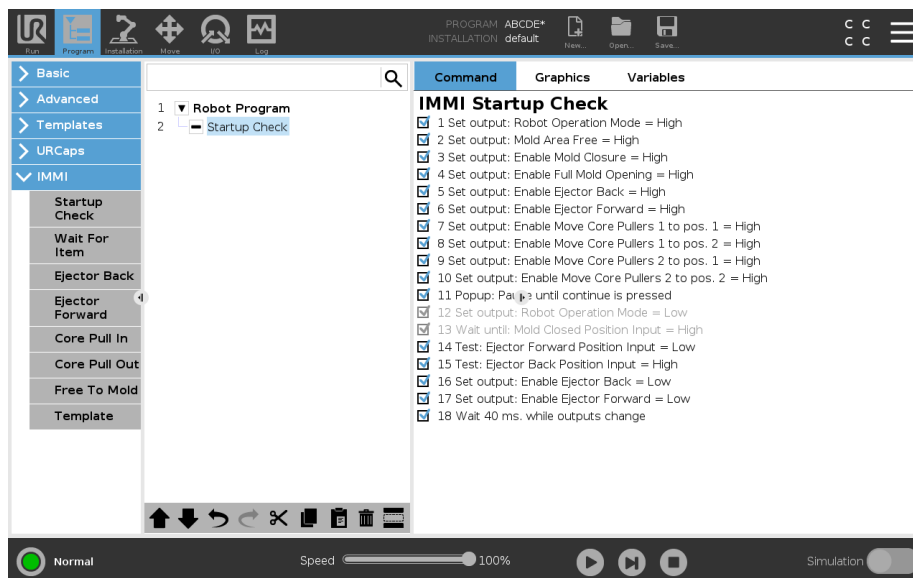 PROGRAM ABCDE*
INSTALLATION default
C C
C C
Run
Program
Installation
Move
I/O
Log
New...
Open...
Save...
Basic
Advanced
Templates
URCaps
IMMI
Startup
Check
Wait For
Item
Ejector Back
Ejector
Forward
Core Pull In
Core Pull Out
Free To Mold
Template
1 Robot Program
2 Startup Check
Command Graphics Variables
IMMI Startup Check
1 Set output: Robot Operation Mode = High
2 Set output: Mold Area Free = High
3 Set output: Enable Mold Closure = High
4 Set output: Enable Full Mold Opening = High
5 Set output: Enable Ejector Back = High
6 Set output: Enable Ejector Forward = High
7 Set output: Enable Move Core Pullers 1 to pos. 1 = High
8 Set output: Enable Move Core Pullers 1 to pos. 2 = High
9 Set output: Enable Move Core Pullers 2 to pos. 1 = High
10 Set output: Enable Move Core Pullers 2 to pos. 2 = High
11 Popup: Pause until continue is pressed
12 Set output: Robot Operation Mode = Low
13 Wait until: Mold Closed Position Input = High
14 Test: Ejector Forward Position Input = Low
15 Test: Ejector Back Position Input = High
16 Set output: Enable Ejector Back = Low
17 Set output: Enable Ejector Forward = Low
18 Wait 40 ms. while outputs change
Normal
Speed 100%
Simulation